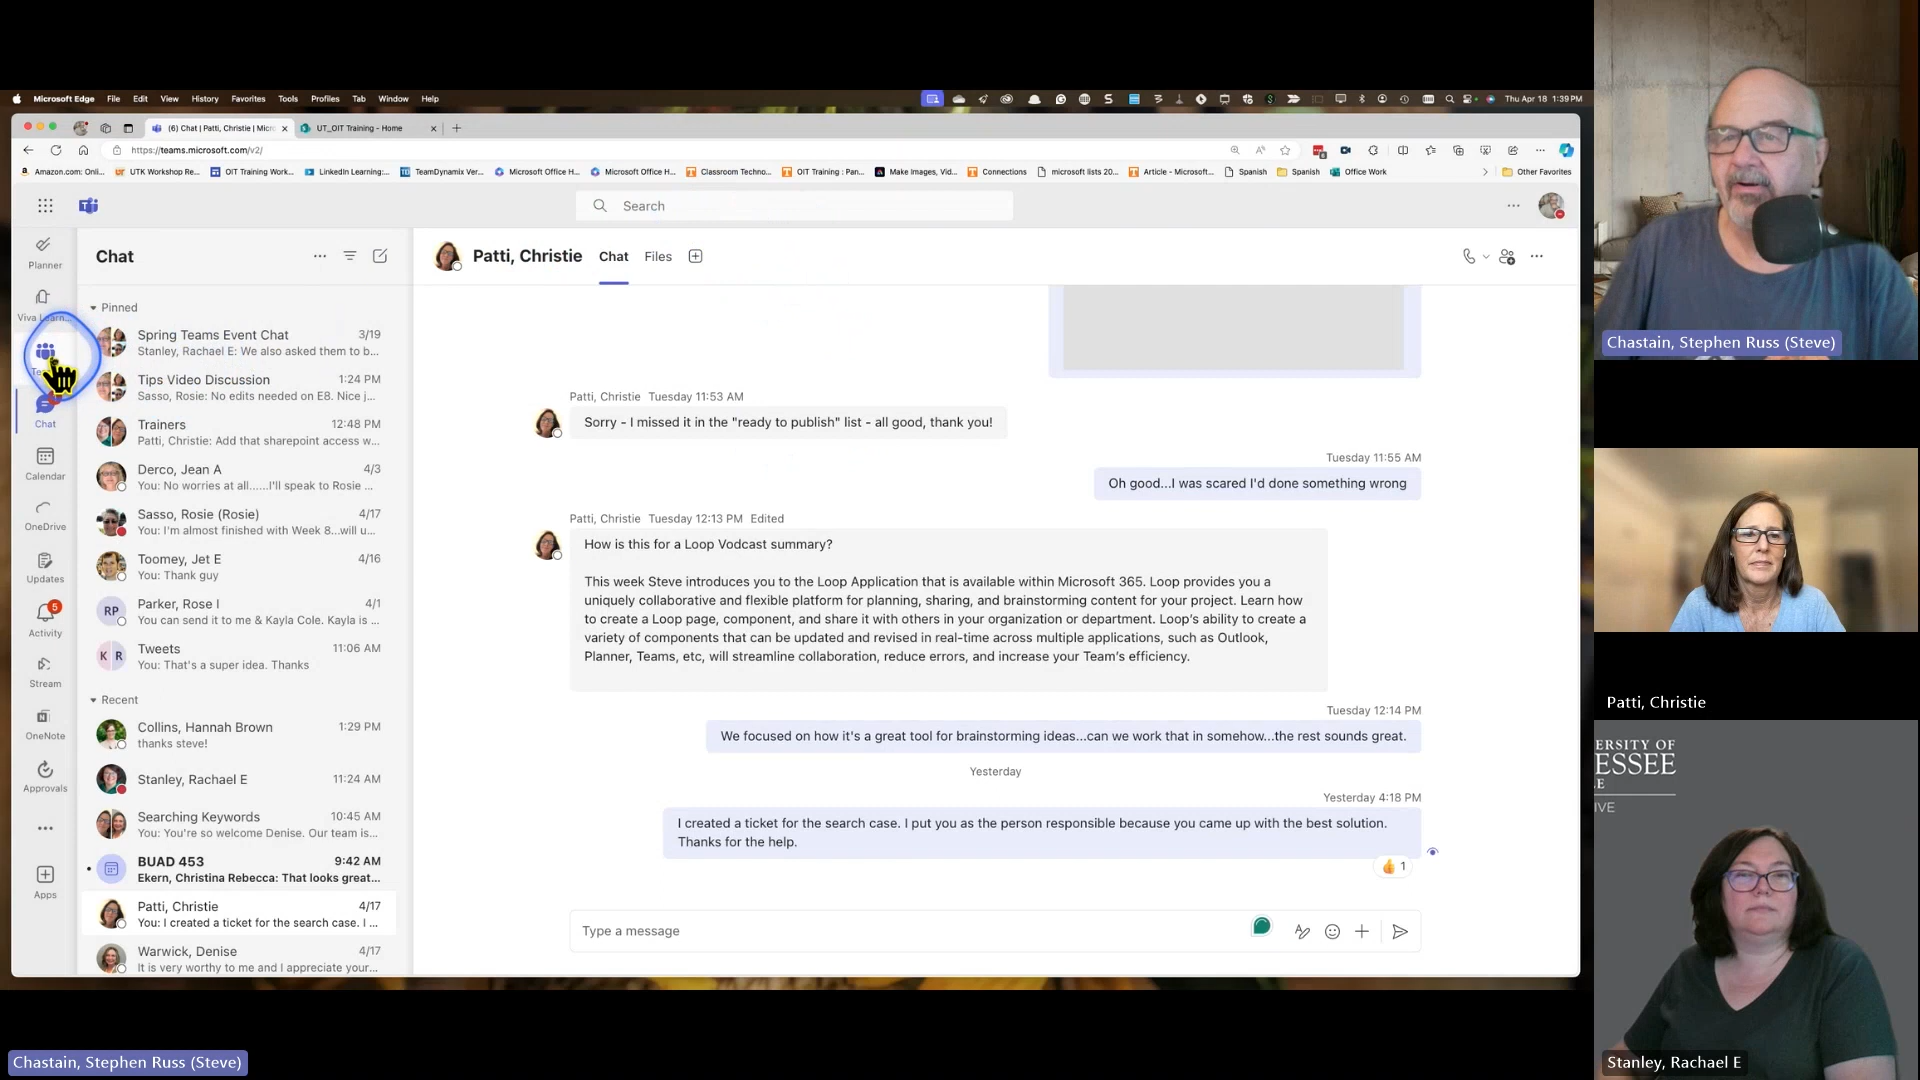 Microsoft Edge File Edit View History Favorites Tools Profiles Tab Window Help
Thu Apr 18 1:39 PM
(6) Chat | Patti, Christie | Micro
UT_OIT Training - Home
https://teams.microsoft.com/v2/
Amazon.com: Onli...
UTK Workshop Re...
OIT Training Work...
LinkedIn Learning:...
TeamDynamix Ver...
Microsoft Office H...
Microsoft Office H...
Classroom Techno...
OIT Training : Pan...
Make Images, Vid...
Connections
microsoft lists 20...
Article - Microsoft...
Spanish
Spanish
Office Work
Other Favorites
Search
Planner
Viva Learn...
Chat
Calendar
OneDrive
Updates
5
Activity
Stream
OneNote
Approvals
Apps
Chat
Pinned
Spring Teams Event Chat 3/19
Stanley, Rachael E: We also asked them to b...
Tips Video Discussion 1:24 PM
Sasso, Rosie: No edits needed on E8. Nice j...
Trainers 12:48 PM
Patti, Christie: Add that sharepoint access w...
Derco, Jean A 4/3
You: No worries at all......I'll speak to Rosie ...
Sasso, Rosie (Rosie) 4/17
You: I'm almost finished with Week 8...will u...
Toomey, Jet E 4/16
You: Thank guy
RP
Parker, Rose I 4/1
You can send it to me & Kayla Cole. Kayla is ...
K R
Tweets 11:06 AM
You: That's a super idea. Thanks
Recent
Collins, Hannah Brown 1:29 PM
thanks steve!
Stanley, Rachael E 11:24 AM
Searching Keywords 10:45 AM
You: You're so welcome Denise. Our team is...
BUAD 453 9:42 AM
Ekern, Christina Rebecca: That looks great...
Patti, Christie 4/17
You: I created a ticket for the search case. I ...
Warwick, Denise 4/17
It is very worthy to me and I appreciate your...
Patti, Christie Chat Files
Patti, Christie Tuesday 11:53 AM
Sorry - I missed it in the "ready to publish" list - all good, thank you!
Tuesday 11:55 AM
Oh good...I was scared I'd done something wrong
Patti, Christie Tuesday 12:13 PM Edited
How is this for a Loop Vodcast summary?
This week Steve introduces you to the Loop Application that is available within Microsoft 365. Loop provides you a
uniquely collaborative and flexible platform for planning, sharing, and brainstorming content for your project. Learn how
to create a Loop page, component, and share it with others in your organization or department. Loop's ability to create a
variety of components that can be updated and revised in real-time across multiple applications, such as Outlook,
Planner, Teams, etc, will streamline collaboration, reduce errors, and increase your Team's efficiency.
Tuesday 12:14 PM
We focused on how it's a great tool for brainstorming ideas...can we work that in somehow...the rest sounds great.
Yesterday
Yesterday 4:18 PM
I created a ticket for the search case. I put you as the person responsible because you came up with the best solution.
Thanks for the help.
👍 1
Type a message
Chastain, Stephen Russ (Steve)
Chastain, Stephen Russ (Steve)
Patti, Christie
ERSITY OF
ESSEE
E
IVE
Stanley, Rachael E